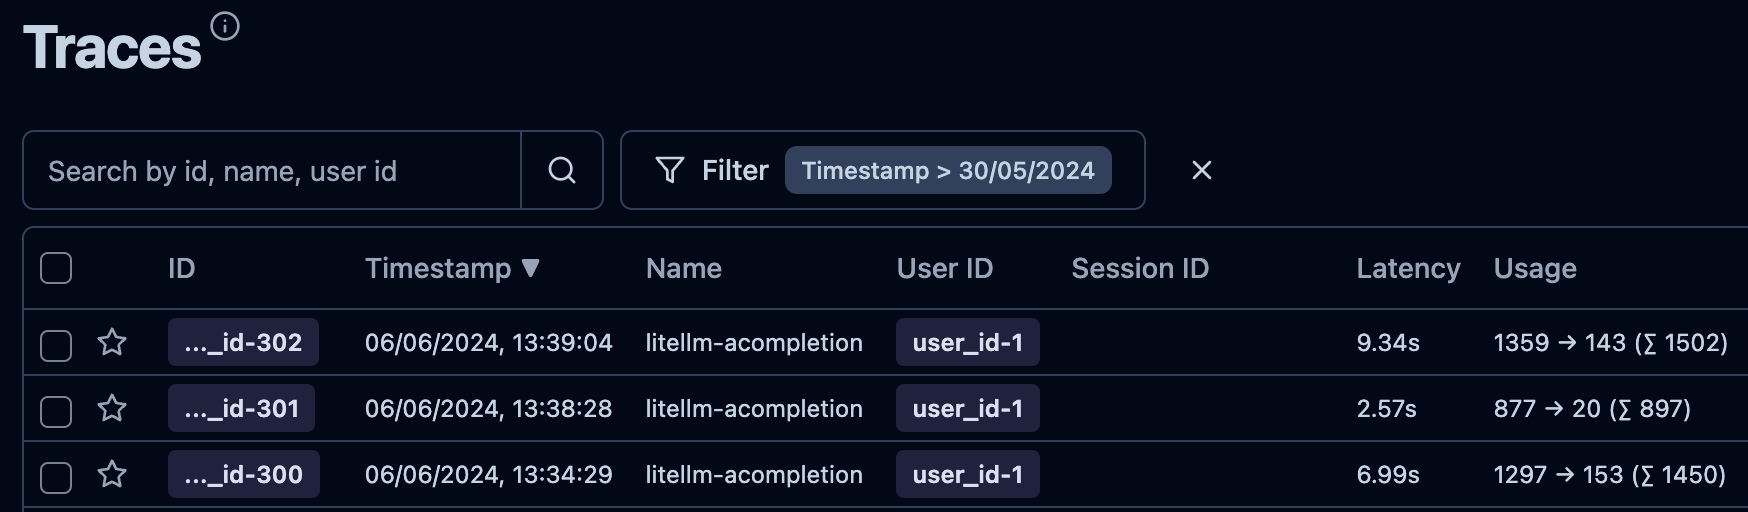 Traces
Search by id, name, user id Filter Timestamp > 30/05/2024
ID Timestamp ▼ Name User ID Session ID Latency Usage
..._id-302 06/06/2024, 13:39:04 litellm-acompletion user_id-1 9.34s 1359 → 143 (∑ 1502)
..._id-301 06/06/2024, 13:38:28 litellm-acompletion user_id-1 2.57s 877 → 20 (∑ 897)
..._id-300 06/06/2024, 13:34:29 litellm-acompletion user_id-1 6.99s 1297 → 153 (∑ 1450)